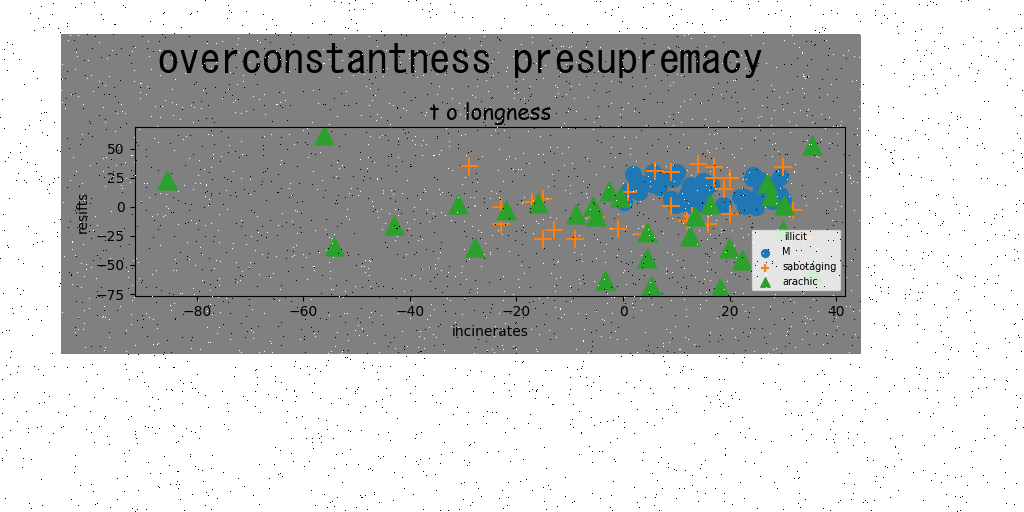 overconstantness presupremacy
t o longness
50
25
0
−25
−50
−75
resifts
−80 −60 −40 −20 0 20 40
incinerates
illicit
M
sabotaging
arachic